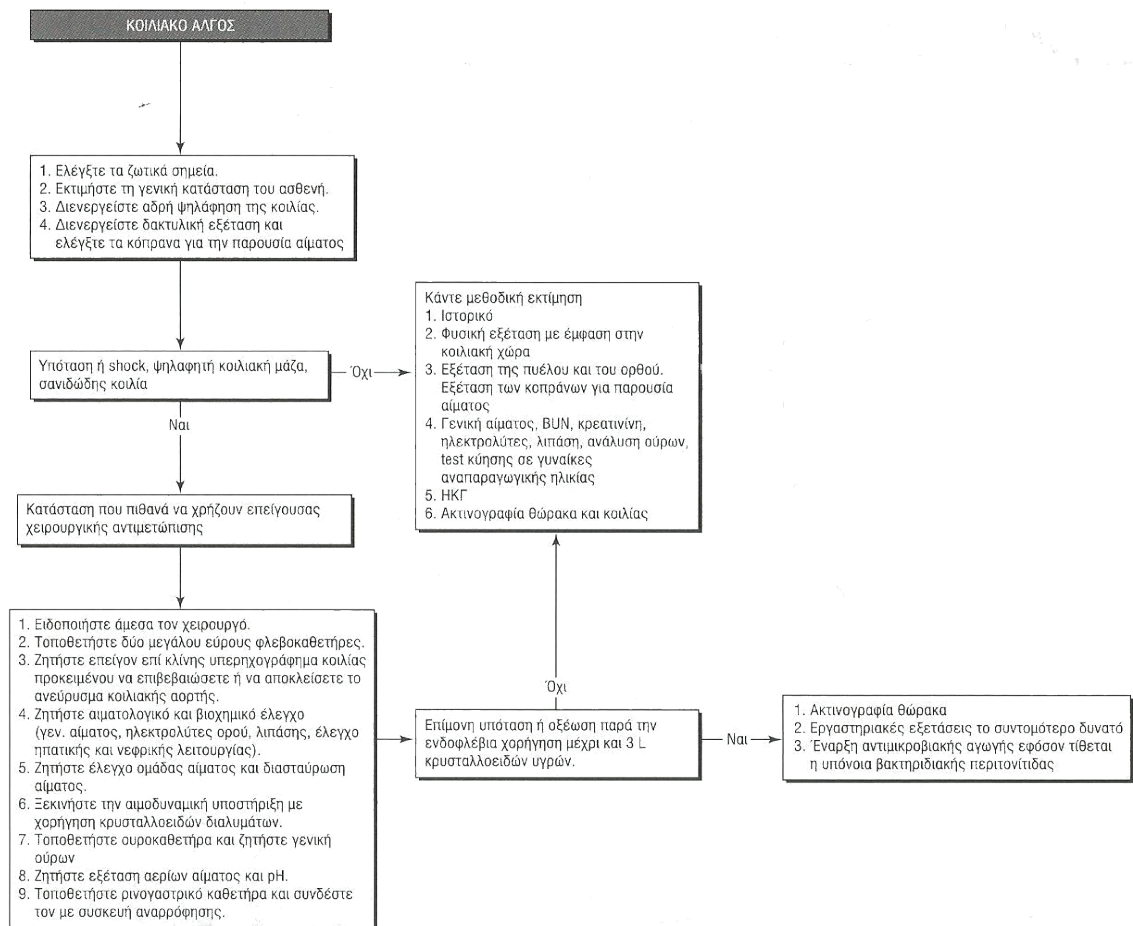 ΚΟΙΛΙΑΚΟ ΑΛΓΟΣ
1. Ελέγξτε τα ζωτικά σημεία.
2. Εκτιμήστε τη γενική κατάσταση του ασθενή.
3. Διενεργείστε αδρή ψηλάφηση της κοιλίας.
4. Διενεργείστε δακτυλική εξέταση και
ελέγξτε τα κόπρανα για την παρουσία αίματος
Υπόταση ή shock, ψηλαφητή κοιλιακή μάζα,
σανιδώδης κοιλία
Όχι
Κάντε μεθοδική εκτίμηση
1. Ιστορικό
2. Φυσική εξέταση με έμφαση στην
κοιλιακή χώρα
3. Εξέταση της πυέλου και του ορθού.
Εξέταση των κοπράνων για παρουσία
αίματος
4. Γενική αίματος, BUN, κρεατινίνη,
ηλεκτρολύτες, λιπάση, ανάλυση ούρων,
test κύησης σε γυναίκες
αναπαραγωγικής ηλικίας
5. ΗΚΓ
6. Ακτινογραφία θώρακα και κοιλίας
Ναι
Κατάσταση που πιθανά να χρήζουν επείγουσας
χειρουργικής αντιμετώπισης
1. Ειδοποιήστε άμεσα τον χειρουργό.
2. Τοποθετήστε δύο μεγάλου εύρους φλεβοκαθετήρες.
3. Ζητήστε επείγον επί κλίνης υπερηχογράφημα κοιλίας
προκειμένου να επιβεβαιώσετε ή να αποκλείσετε το
ανεύρυσμα κοιλιακής αορτής.
4. Ζητήστε αιματολογικό και βιοχημικό έλεγχο
(γεν. αίματος, ηλεκτρολύτες ορού, λιπάσης, έλεγχο
ηπατικής και νεφρικής λειτουργίας).
5. Ζητήστε έλεγχο ομάδας αίματος και διασταύρωση
αίματος.
6. Ξεκινήστε την αιμοδυναμική υποστήριξη με
χορήγηση κρυσταλλοειδών διαλυμάτων.
7. Τοποθετήστε ουροκαθετήρα και ζητήστε γενική
ούρων
8. Ζητήστε εξέταση αερίων αίματος και pH.
9. Τοποθετήστε ρινογαστρικό καθετήρα και συνδέστε
τον με συσκευή αναρρόφησης.
Όχι
Επίμονη υπόταση ή οξέωση παρά την
ενδοφλέβια χορήγηση μέχρι και 3 L
κρυσταλλοειδών υγρών.
Ναι
1. Ακτινογραφία θώρακα
2. Εργαστηριακές εξετάσεις το συντομότερο δυνατό
3. Έναρξη αντιμικροβιακής αγωγής εφόσον τίθεται
η υπόνοια βακτηριδιακής περιτονίτιδας